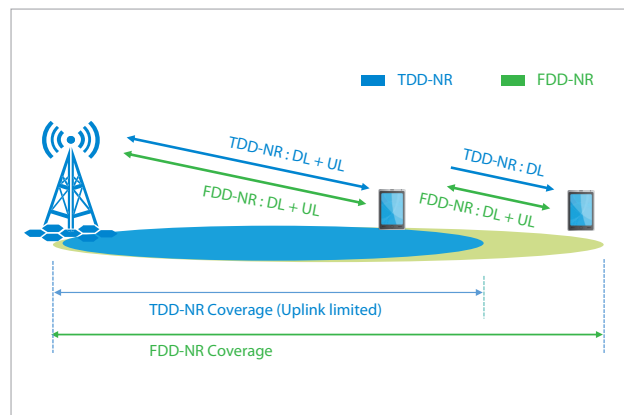 TDD-NR
FDD-NR
TDD-NR : DL + UL
FDD-NR : DL + UL
TDD-NR : DL
FDD-NR : DL + UL
TDD-NR Coverage (Uplink limited)
FDD-NR Coverage